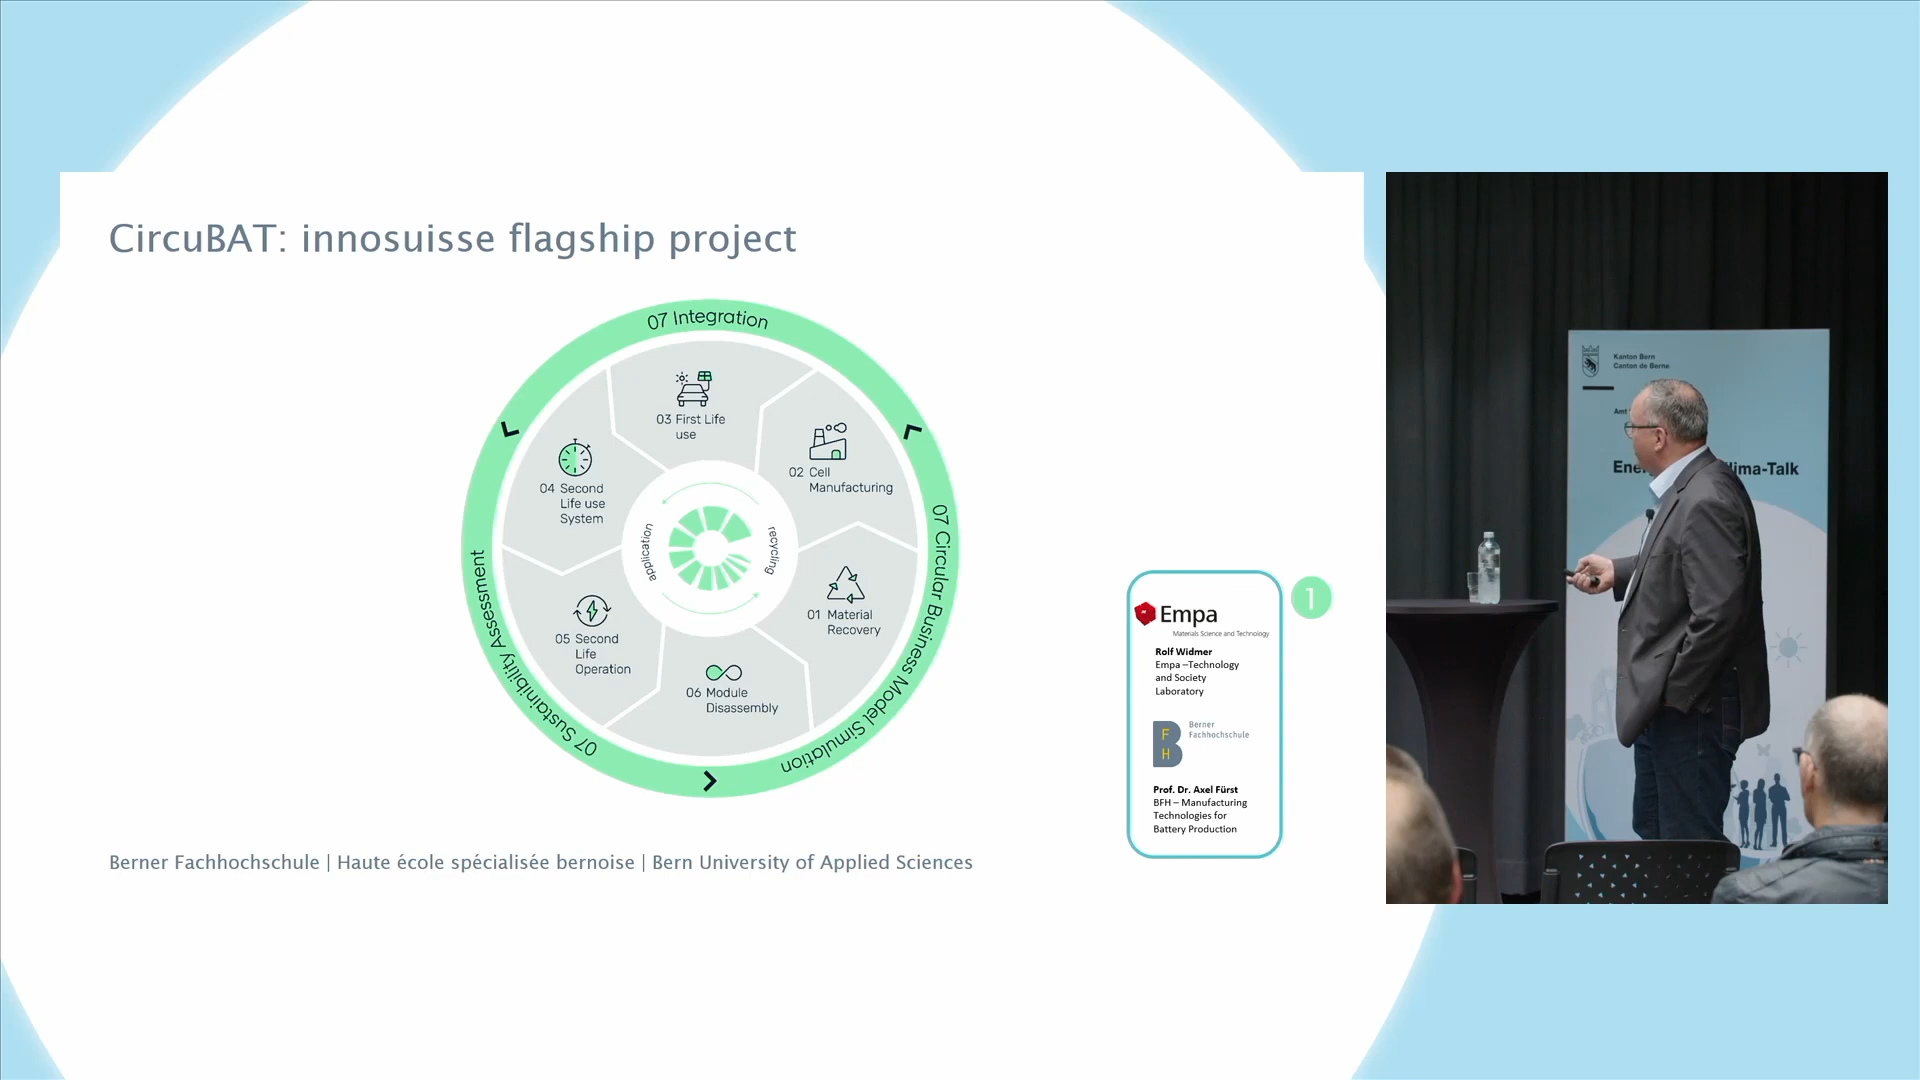 CircuBAT: innosuisse flagship project
07 Integration
03 First Life
use
02 Cell
Manufacturing
04 Second
Life use
System
application
recycling
07 Circular Business Model Simulation
07 Sustainibility Assessment
01 Material
Recovery
05 Second
Life
Operation
06 Module
Disassembly
1
Empa
Materials Science and Technology
Rolf Widmer
Empa –Technology
and Society
Laboratory
B
F
H
Berner
Fachhochschule
Prof. Dr. Axel Fürst
BFH – Manufacturing
Technologies for
Battery Production
Berner Fachhochschule | Haute école spécialisée bernoise | Bern University of Applied Sciences
Kanton Bern
Canton de Berne
Amt